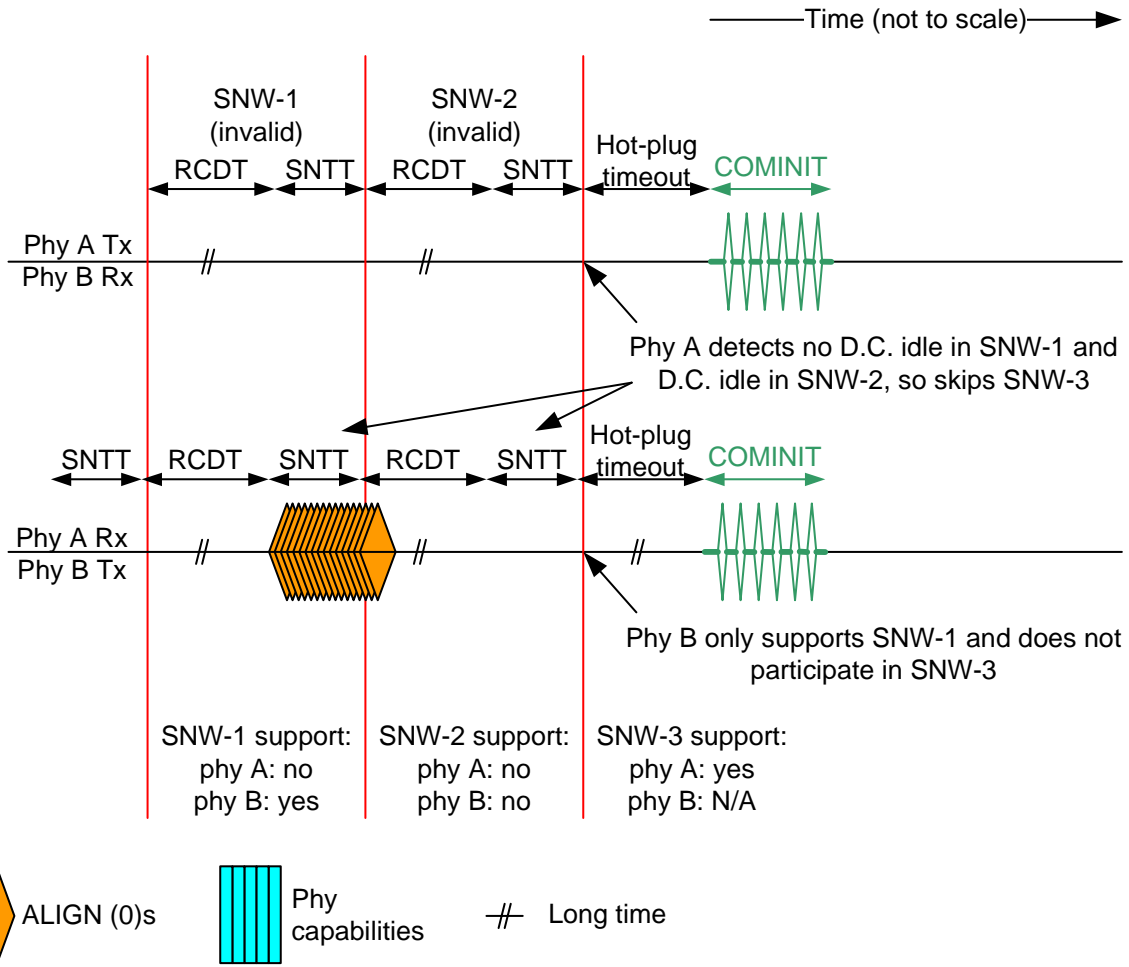 Time (not to scale)
SNW-1
(invalid)
SNW-2
(invalid)
RCDT
SNTT
RCDT
SNTT
Hot-plug
timeout
COMINIT
Phy A Tx
Phy B Rx
Phy A detects no D.C. idle in SNW-1 and
D.C. idle in SNW-2, so skips SNW-3
SNTT
RCDT
SNTT
RCDT
SNTT
Hot-plug
timeout
COMINIT
Phy A Rx
Phy B Tx
Phy B only supports SNW-1 and does not
participate in SNW-3
SNW-1 support:
phy A: no
phy B: yes
SNW-2 support:
phy A: no
phy B: no
SNW-3 support:
phy A: yes
phy B: N/A
ALIGN (0)s
Phy
capabilities
Long time